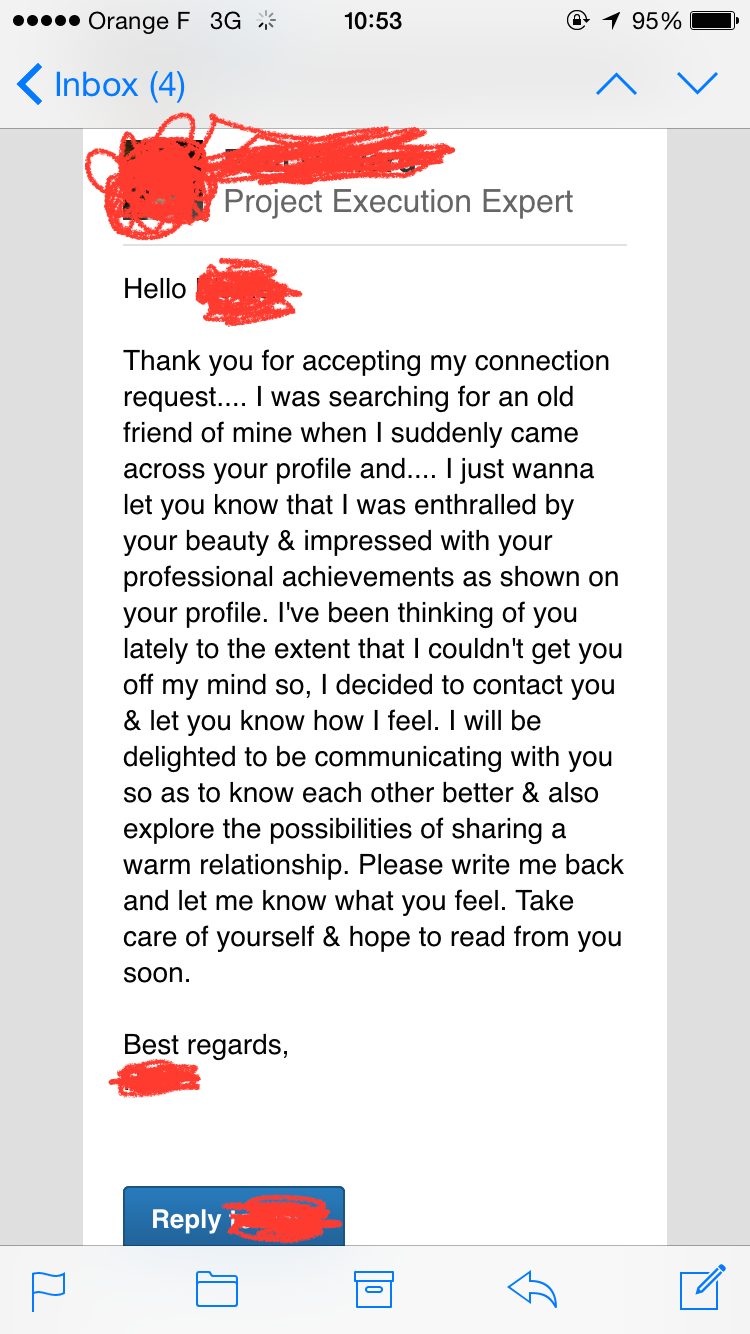 Orange F 3G 10:53 95%
Inbox (4)
Project Execution Expert
Hello
Thank you for accepting my connection
request.... I was searching for an old
friend of mine when I suddenly came
across your profile and.... I just wanna
let you know that I was enthralled by
your beauty & impressed with your
professional achievements as shown on
your profile. I've been thinking of you
lately to the extent that I couldn't get you
off my mind so, I decided to contact you
& let you know how I feel. I will be
delighted to be communicating with you
so as to know each other better & also
explore the possibilities of sharing a
warm relationship. Please write me back
and let me know what you feel. Take
care of yourself & hope to read from you
soon.
Best regards,
Reply